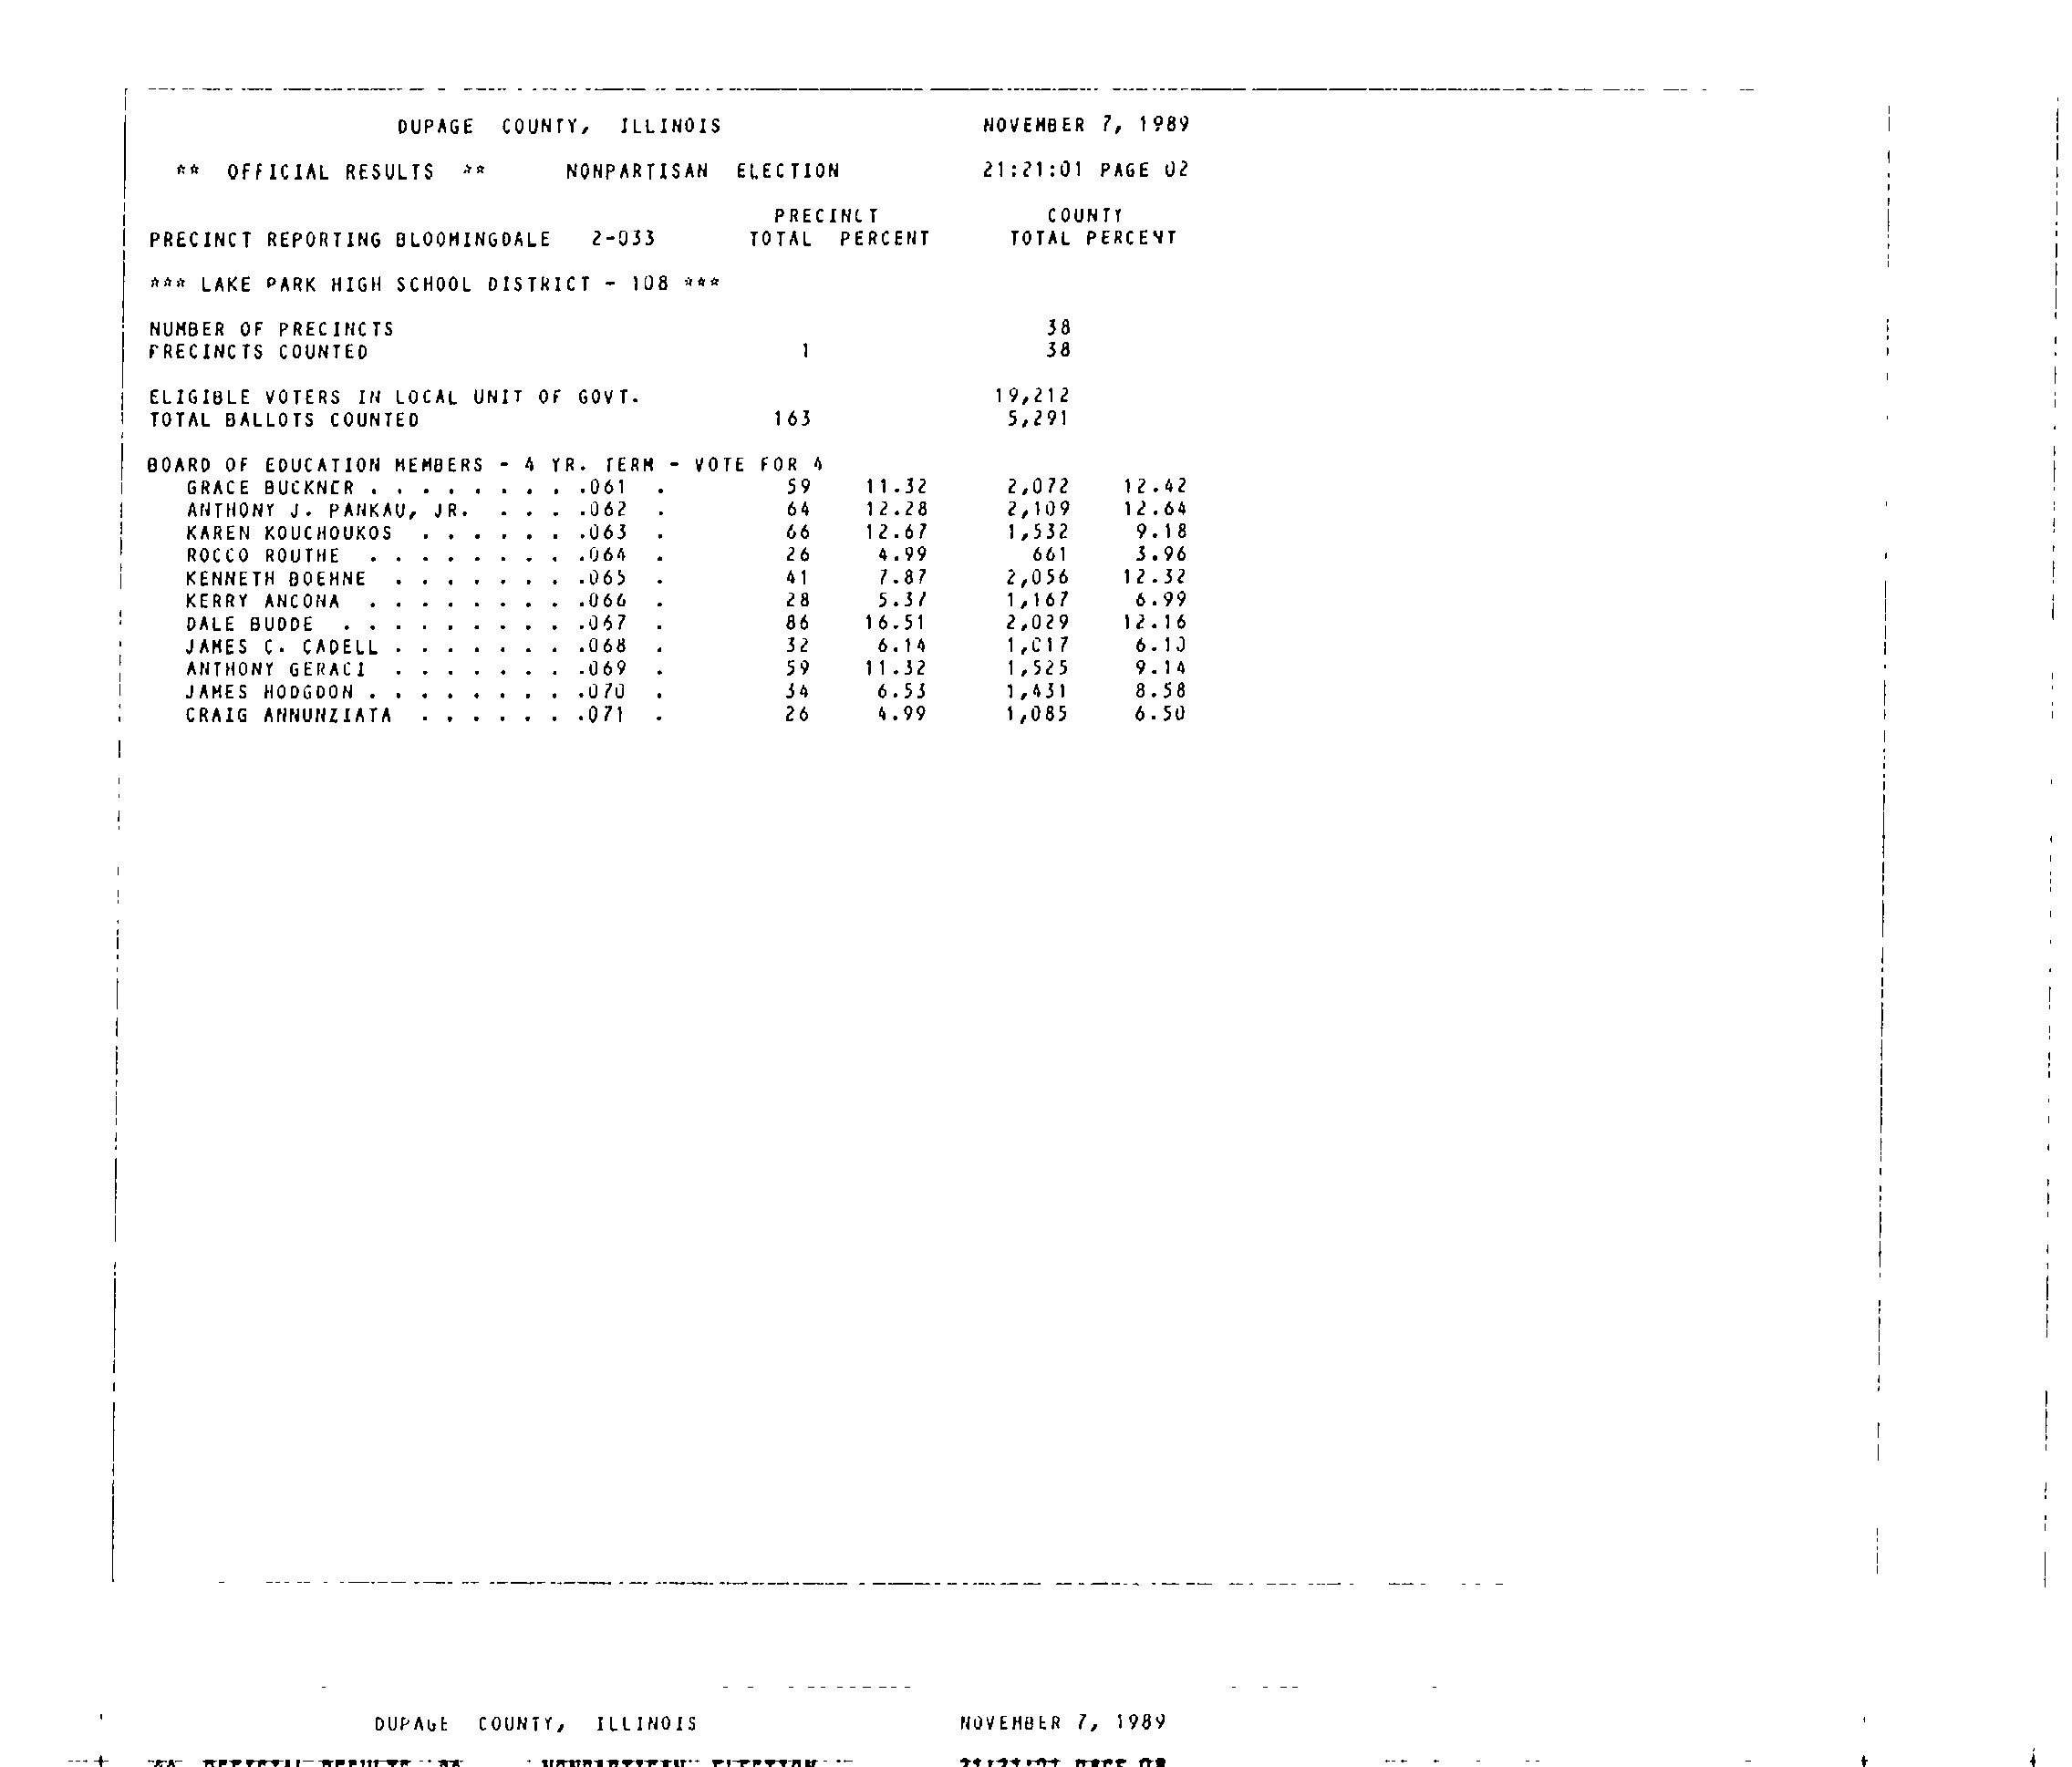 DUPAGE COUNTY, ILLINOIS NOVEMBER 7, 1989
** OFFICIAL RESULTS ** NONPARTISAN ELECTION 21:21:01 PAGE 02
PRECINCT COUNTY
PRECINCT REPORTING BLOOMINGDALE 2-033 TOTAL PERCENT TOTAL PERCENT
*** LAKE PARK HIGH SCHOOL DISTRICT - 108 ***
NUMBER OF PRECINCTS 38
PRECINCTS COUNTED 1 38
ELIGIBLE VOTERS IN LOCAL UNIT OF GOVT. 19,212
TOTAL BALLOTS COUNTED 163 5,291
BOARD OF EDUCATION MEMBERS - 4 YR. TERM - VOTE FOR 4
GRACE BUCKNER . . . . . . . . .061 . 59 11.32 2,072 12.42
ANTHONY J. PANKAU, JR. . . . .062 . 64 12.28 2,109 12.64
KAREN KOUCHOUKOS . . . . . . .063 . 66 12.67 1,532 9.18
ROCCO ROUTHE . . . . . . . . .064 . 26 4.99 661 3.96
KENNETH BOEHNE . . . . . . . .065 . 41 7.87 2,056 12.32
KERRY ANCONA . . . . . . . . .066 . 28 5.37 1,167 6.99
DALE BUDDE . . . . . . . . . .067 . 86 16.51 2,029 12.16
JAMES C. CADELL . . . . . . . .068 . 32 6.14 1,017 6.10
ANTHONY GERACI . . . . . . . .069 . 59 11.32 1,525 9.14
JAMES HODGDON . . . . . . . . .070 . 34 6.53 1,431 8.58
CRAIG ANNUNZIATA . . . . . . .071 . 26 4.99 1,085 6.50
DUPAGE COUNTY, ILLINOIS NOVEMBER 7, 1989
** OFFICIAL RESULTS ** NONPARTISAN ELECTION 21:21:01 PAGE